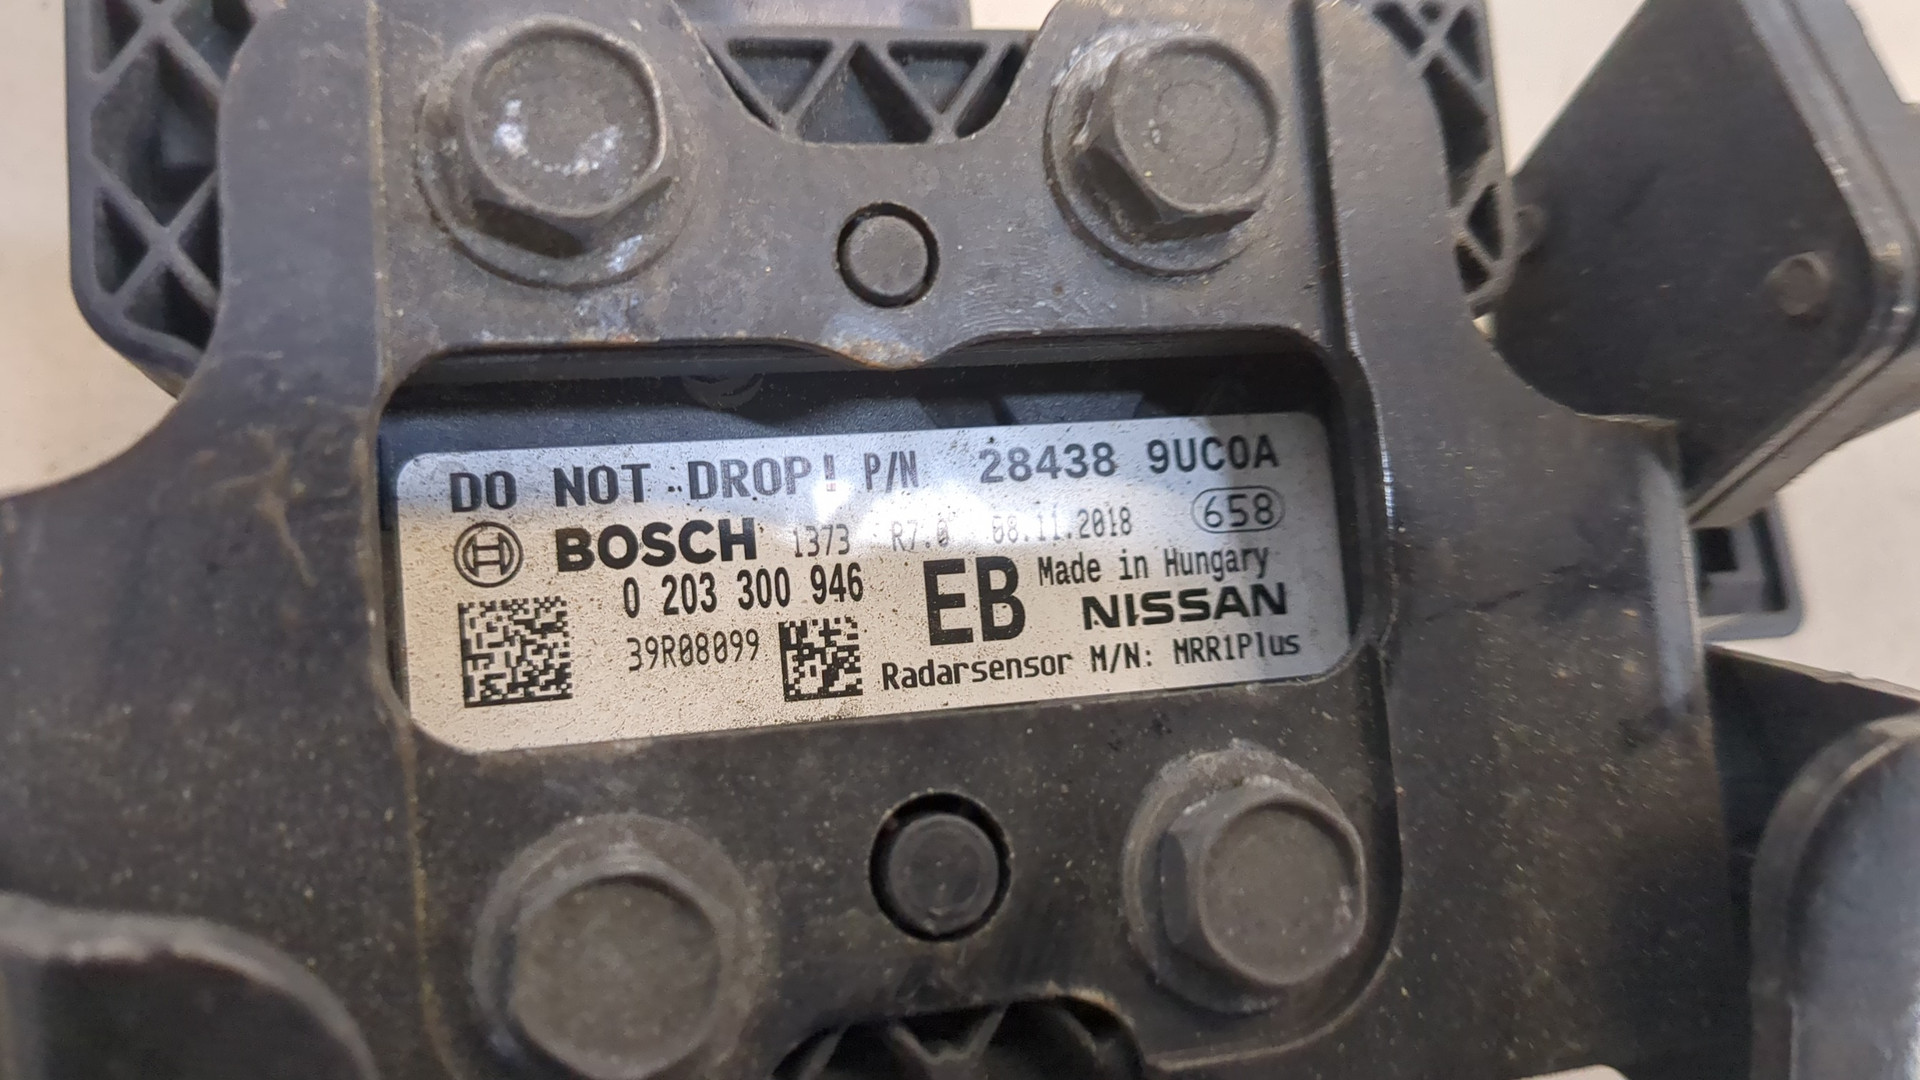 DO NOT DROP! P/N 28438 9UC0A
BOSCH 1373 R7.0 08.11.2018 658
0 203 300 946 EB Made in Hungary
NISSAN
39R08099 Radarsensor M/N: MRR1Plus